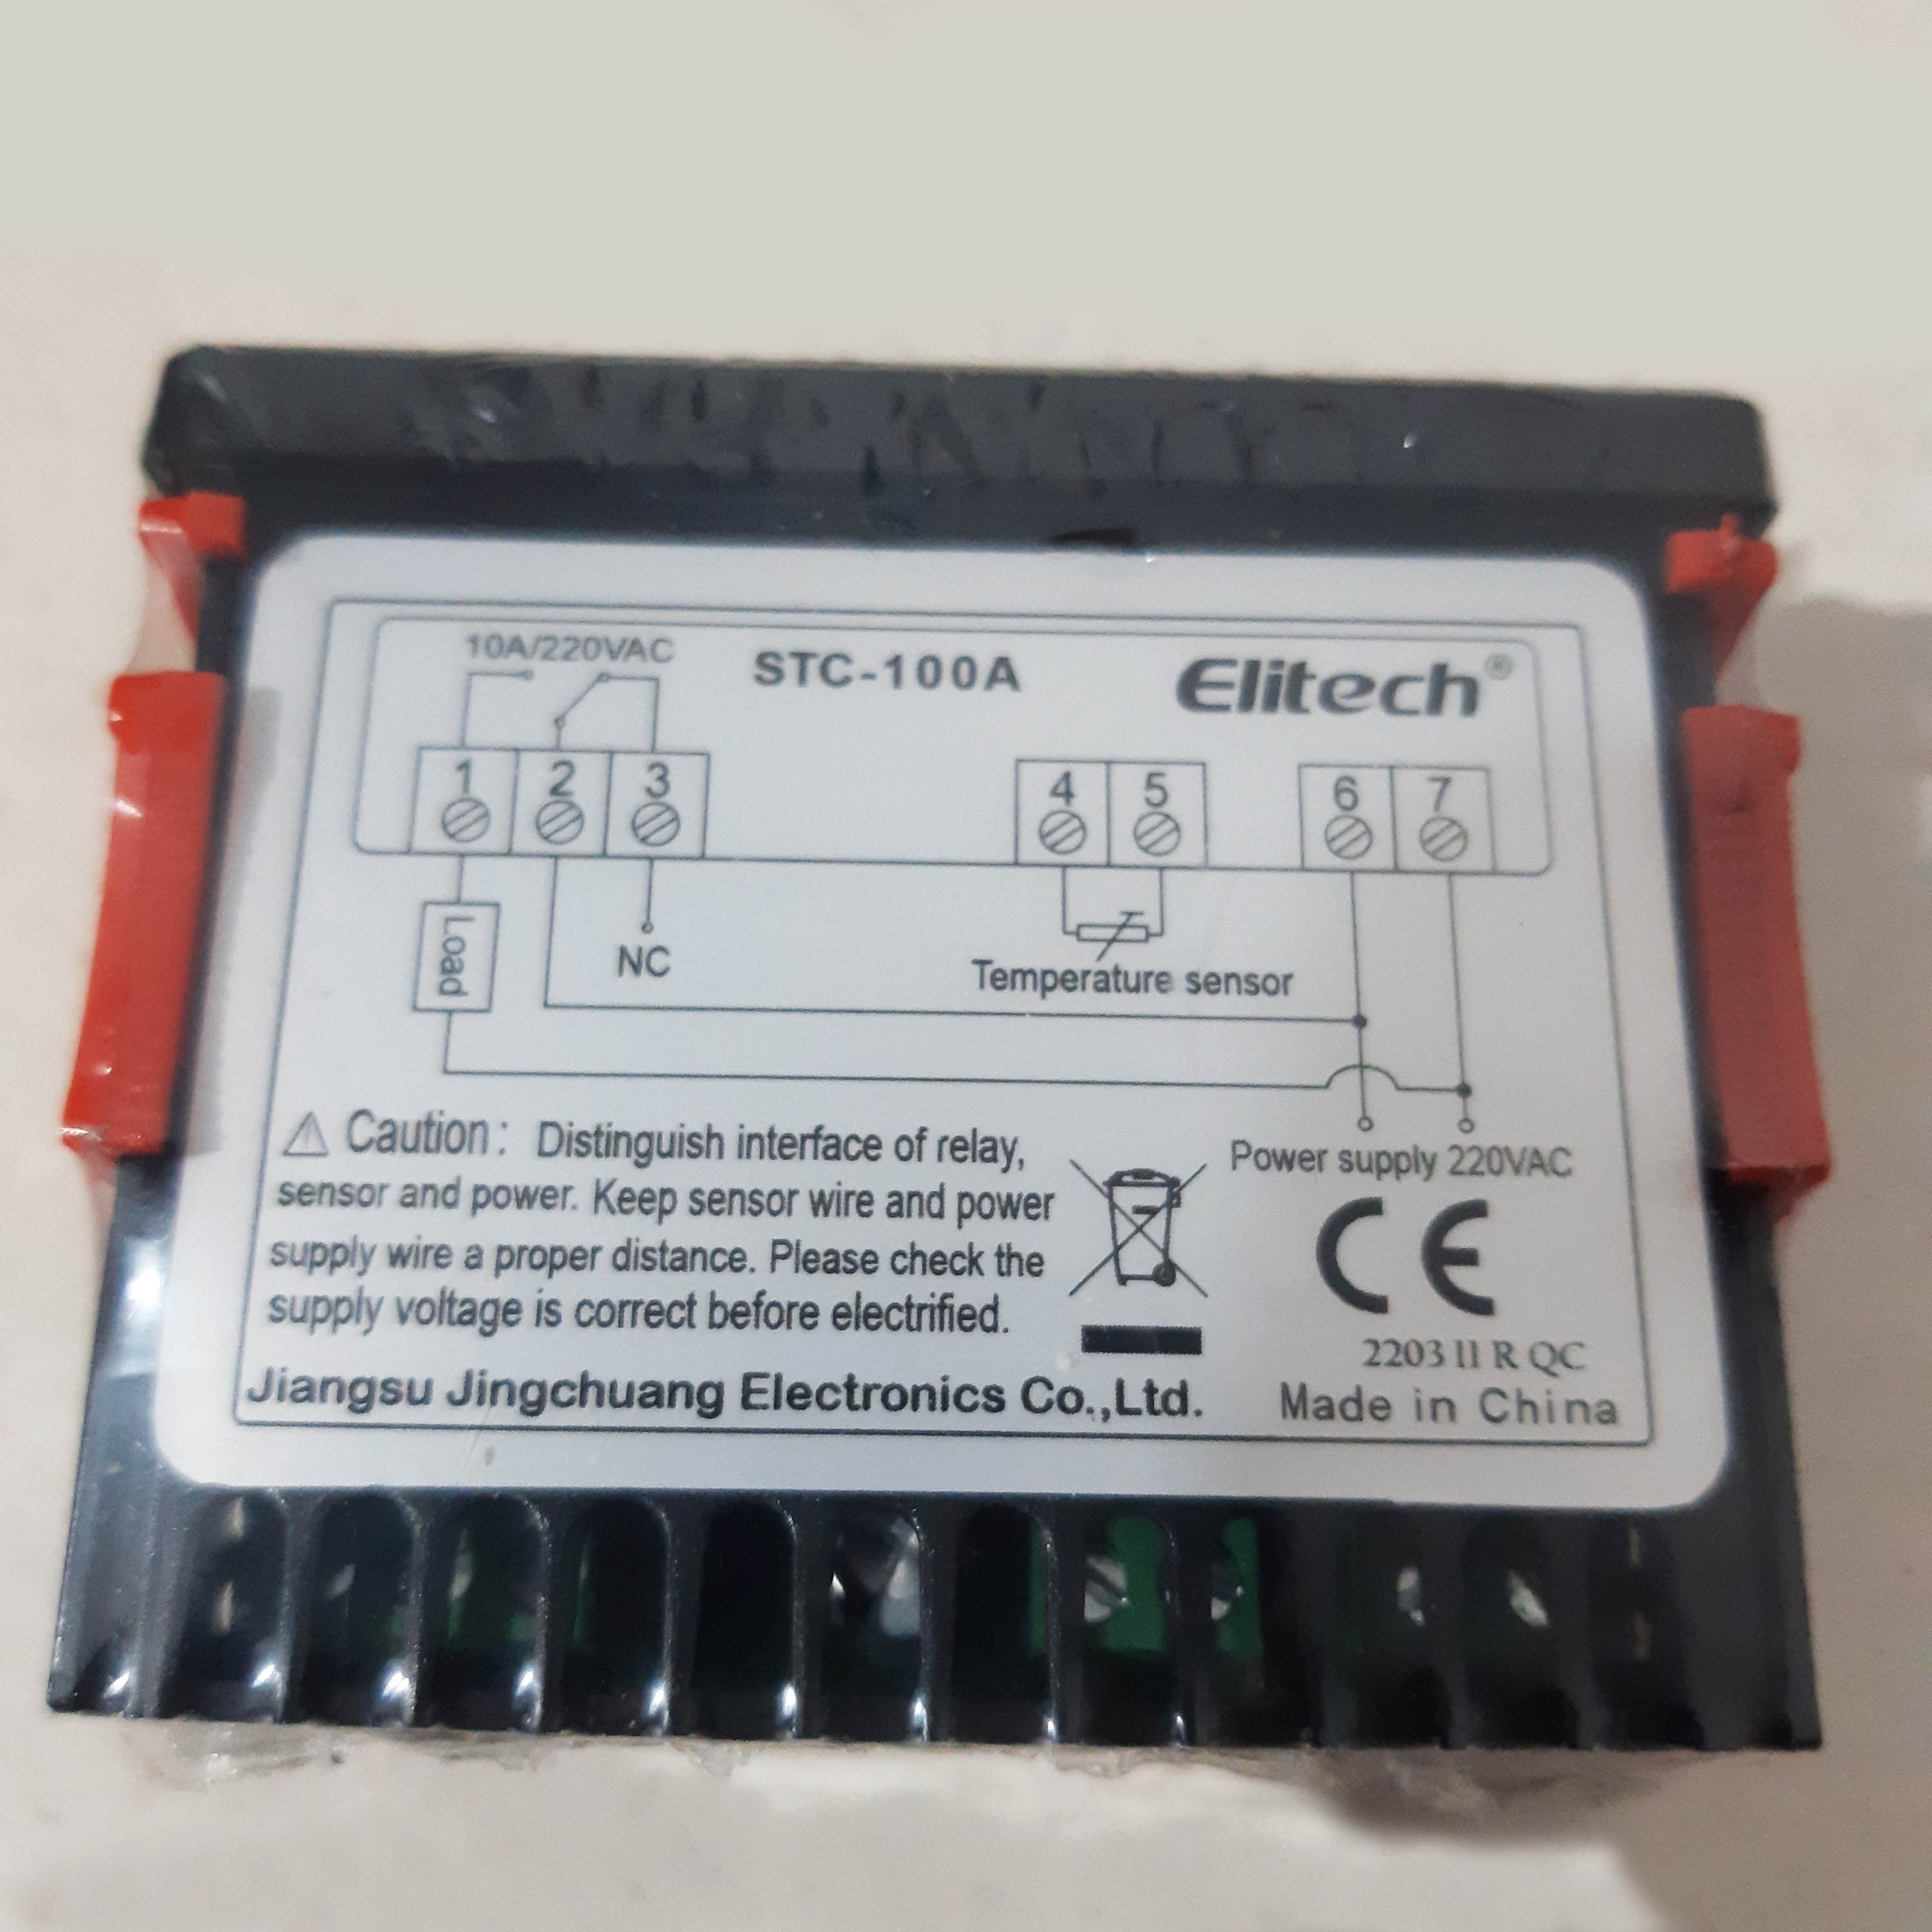 10A/220VAC
STC-100A
Elitech®
1 2 3 4 5 6 7
Load
NC
Temperature sensor
Caution: Distinguish interface of relay,
sensor and power. Keep sensor wire and power
supply wire a proper distance. Please check the
supply voltage is correct before electrified.
Power supply 220VAC
CE
2203 II R QC
Jiangsu Jingchuang Electronics Co.,Ltd.
Made in China